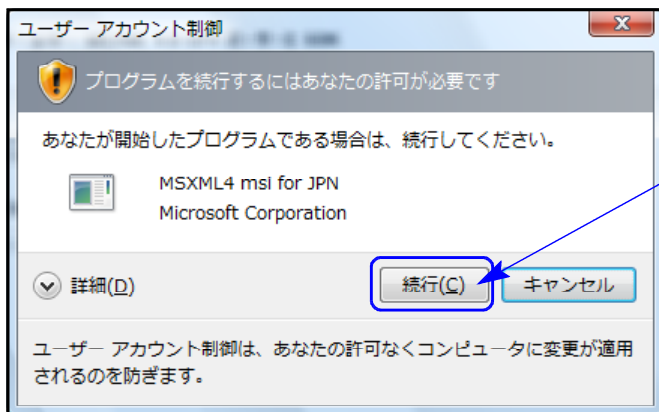 ユーザー アカウント制御
プログラムを続行するにはあなたの許可が必要です
あなたが開始したプログラムである場合は、続行してください。
MSXML4 msi for JPN
Microsoft Corporation
詳細(D)
続行(C)
キャンセル
ユーザー アカウント制御は、あなたの許可なくコンピュータに変更が適用
されるのを防ぎます。